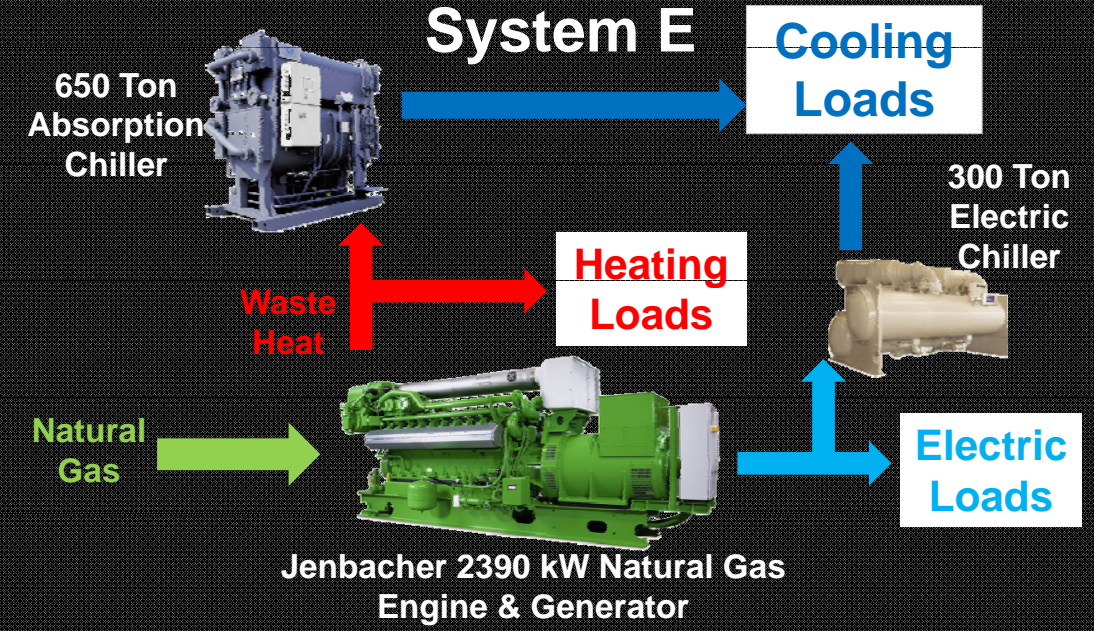 System E
650 Ton
Absorption
Chiller
Cooling
Loads
300 Ton
Electric
Chiller
Waste
Heat
Heating
Loads
Natural
Gas
Electric
Loads
Jenbacher 2390 kW Natural Gas
Engine & Generator